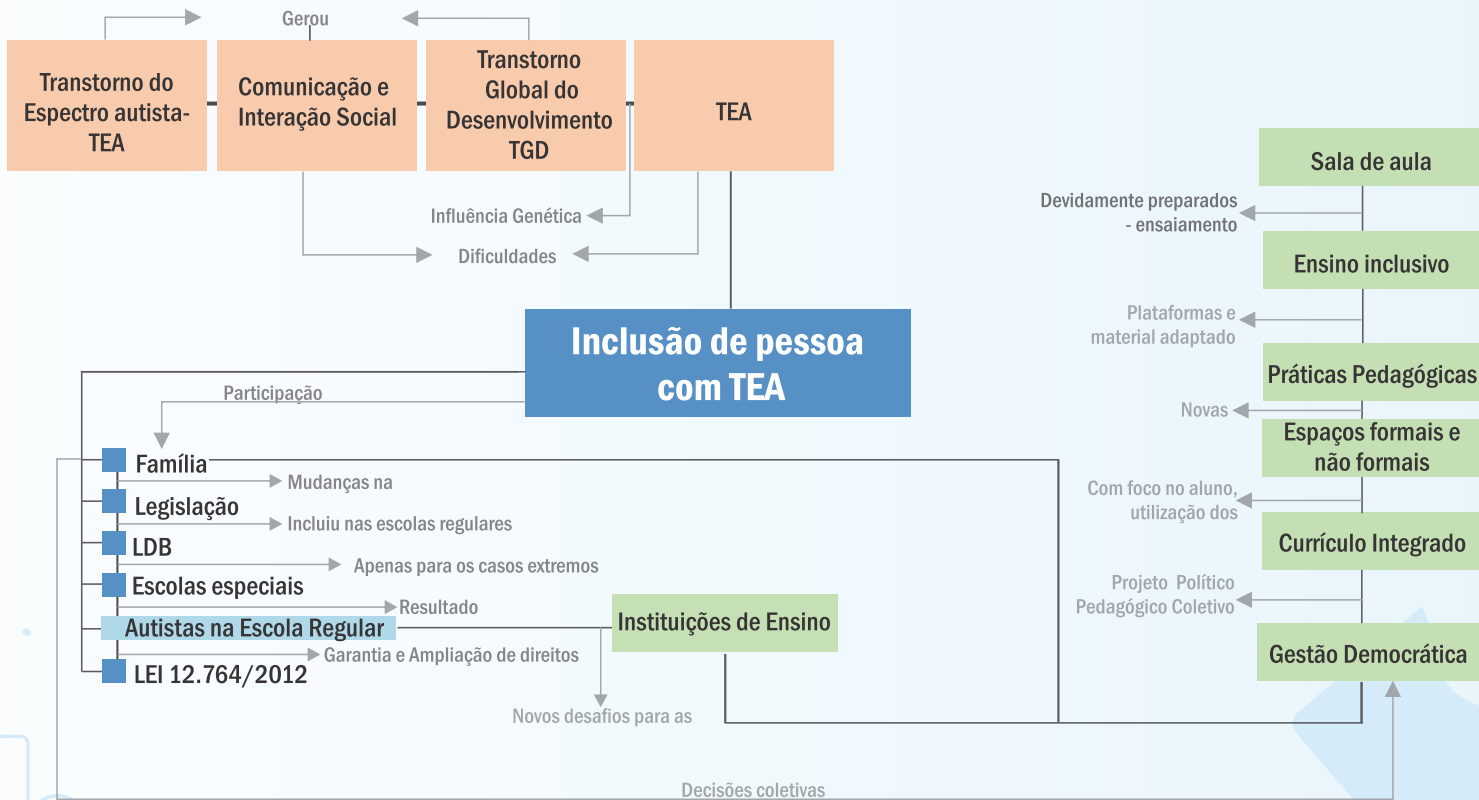 Gerou
Transtorno do
Espectro autista-
TEA
Comunicação e
Interação Social
Transtorno
Global do
Desenvolvimento
TGD
TEA
Influência Genética
Dificuldades
Inclusão de pessoa
com TEA
Participação
Família
Mudanças na
Legislação
Incluiu nas escolas regulares
LDB
Apenas para os casos extremos
Escolas especiais
Resultado
Autistas na Escola Regular
Garantia e Ampliação de direitos
LEI 12.764/2012
Instituições de Ensino
Novos desafios para as
Sala de aula
Devidamente preparados
- ensaiamento
Ensino inclusivo
Plataformas e
material adaptado
Práticas Pedagógicas
Novas
Espaços formais e
não formais
Com foco no aluno,
utilização dos
Currículo Integrado
Projeto Político
Pedagógico Coletivo
Gestão Democrática
Decisões coletivas